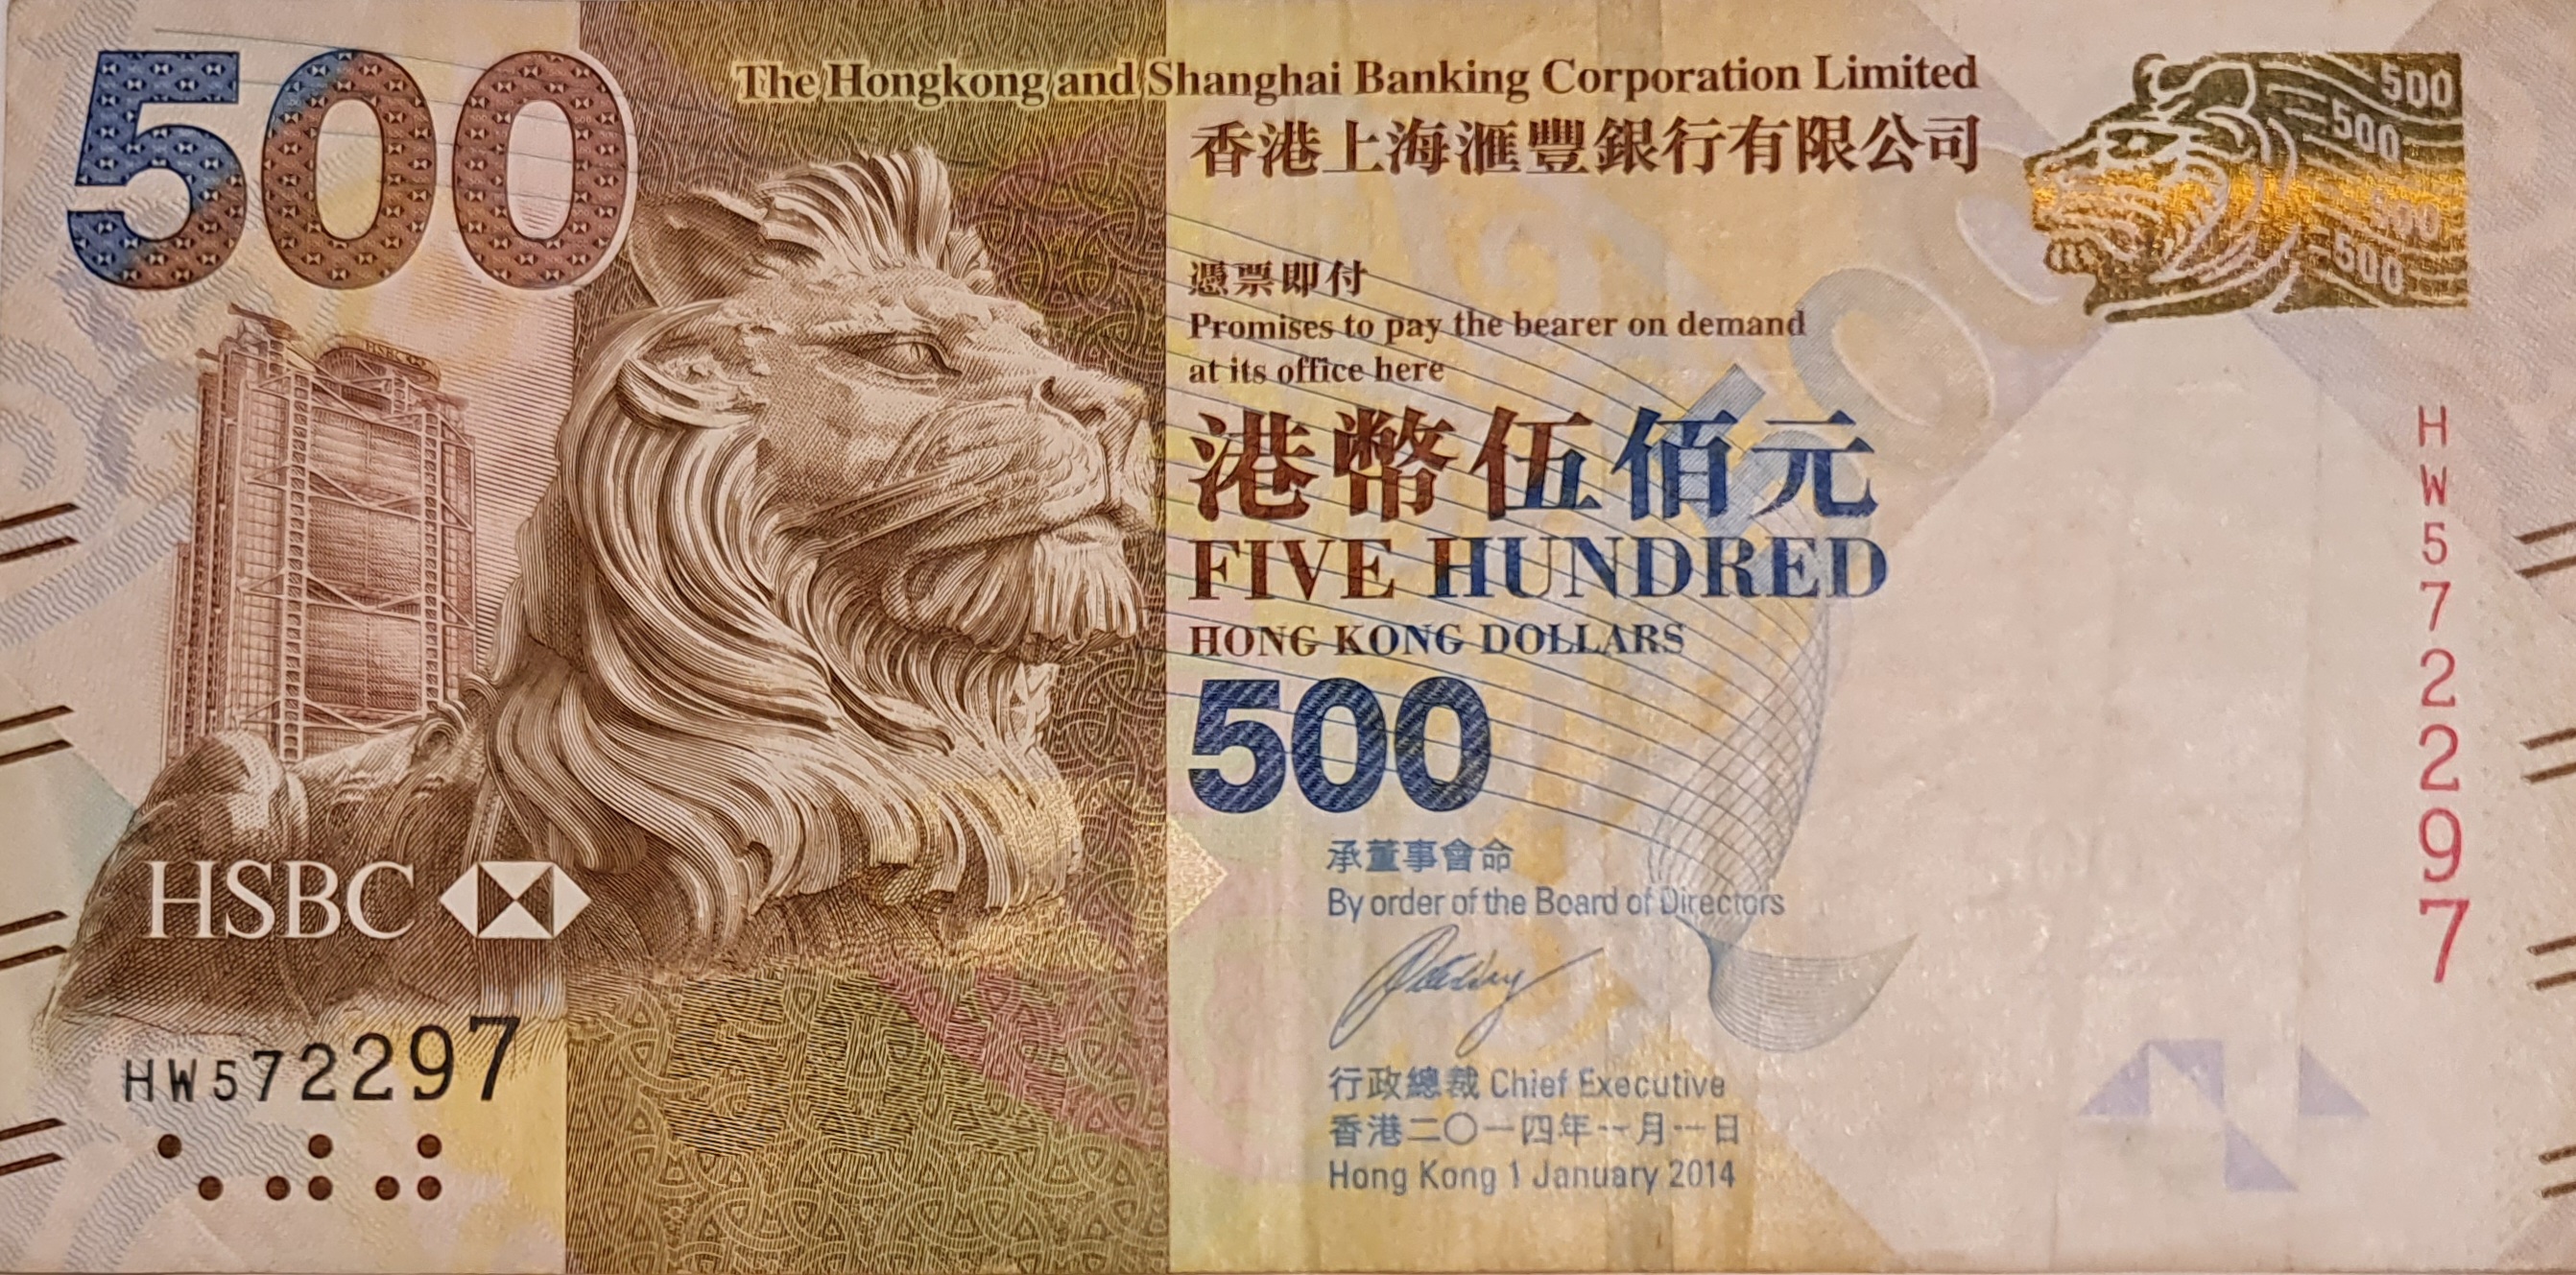 500
The Hongkong and Shanghai Banking Corporation Limited
香港上海滙豐銀行有限公司
500
500
500
500
憑票即付
Promises to pay the bearer on demand
at its office here
港幣伍佰元
FIVE HUNDRED
HONG KONG DOLLARS
500
500
HSBC
HSBC
承董事會命
By order of the Board of Directors
行政總裁 Chief Executive
香港二〇一四年一月一日
Hong Kong 1 January 2014
HW572297
HW572297